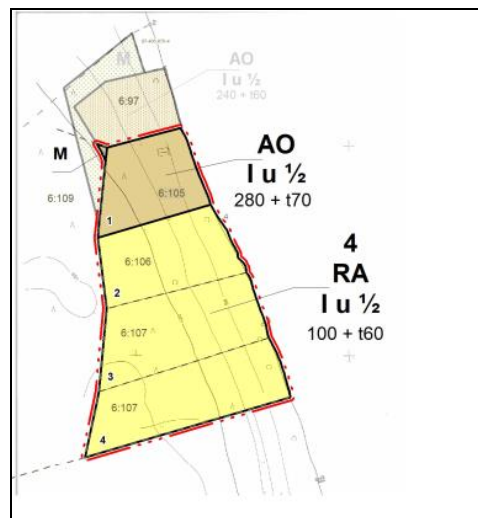 M
AO
I u ½
240 + t60
6:97
M
AO
I u ½
280 + t70
6:105
6:109
1
4
RA
I u ½
100 + t60
6:106
2
6:107
3
6:107
4